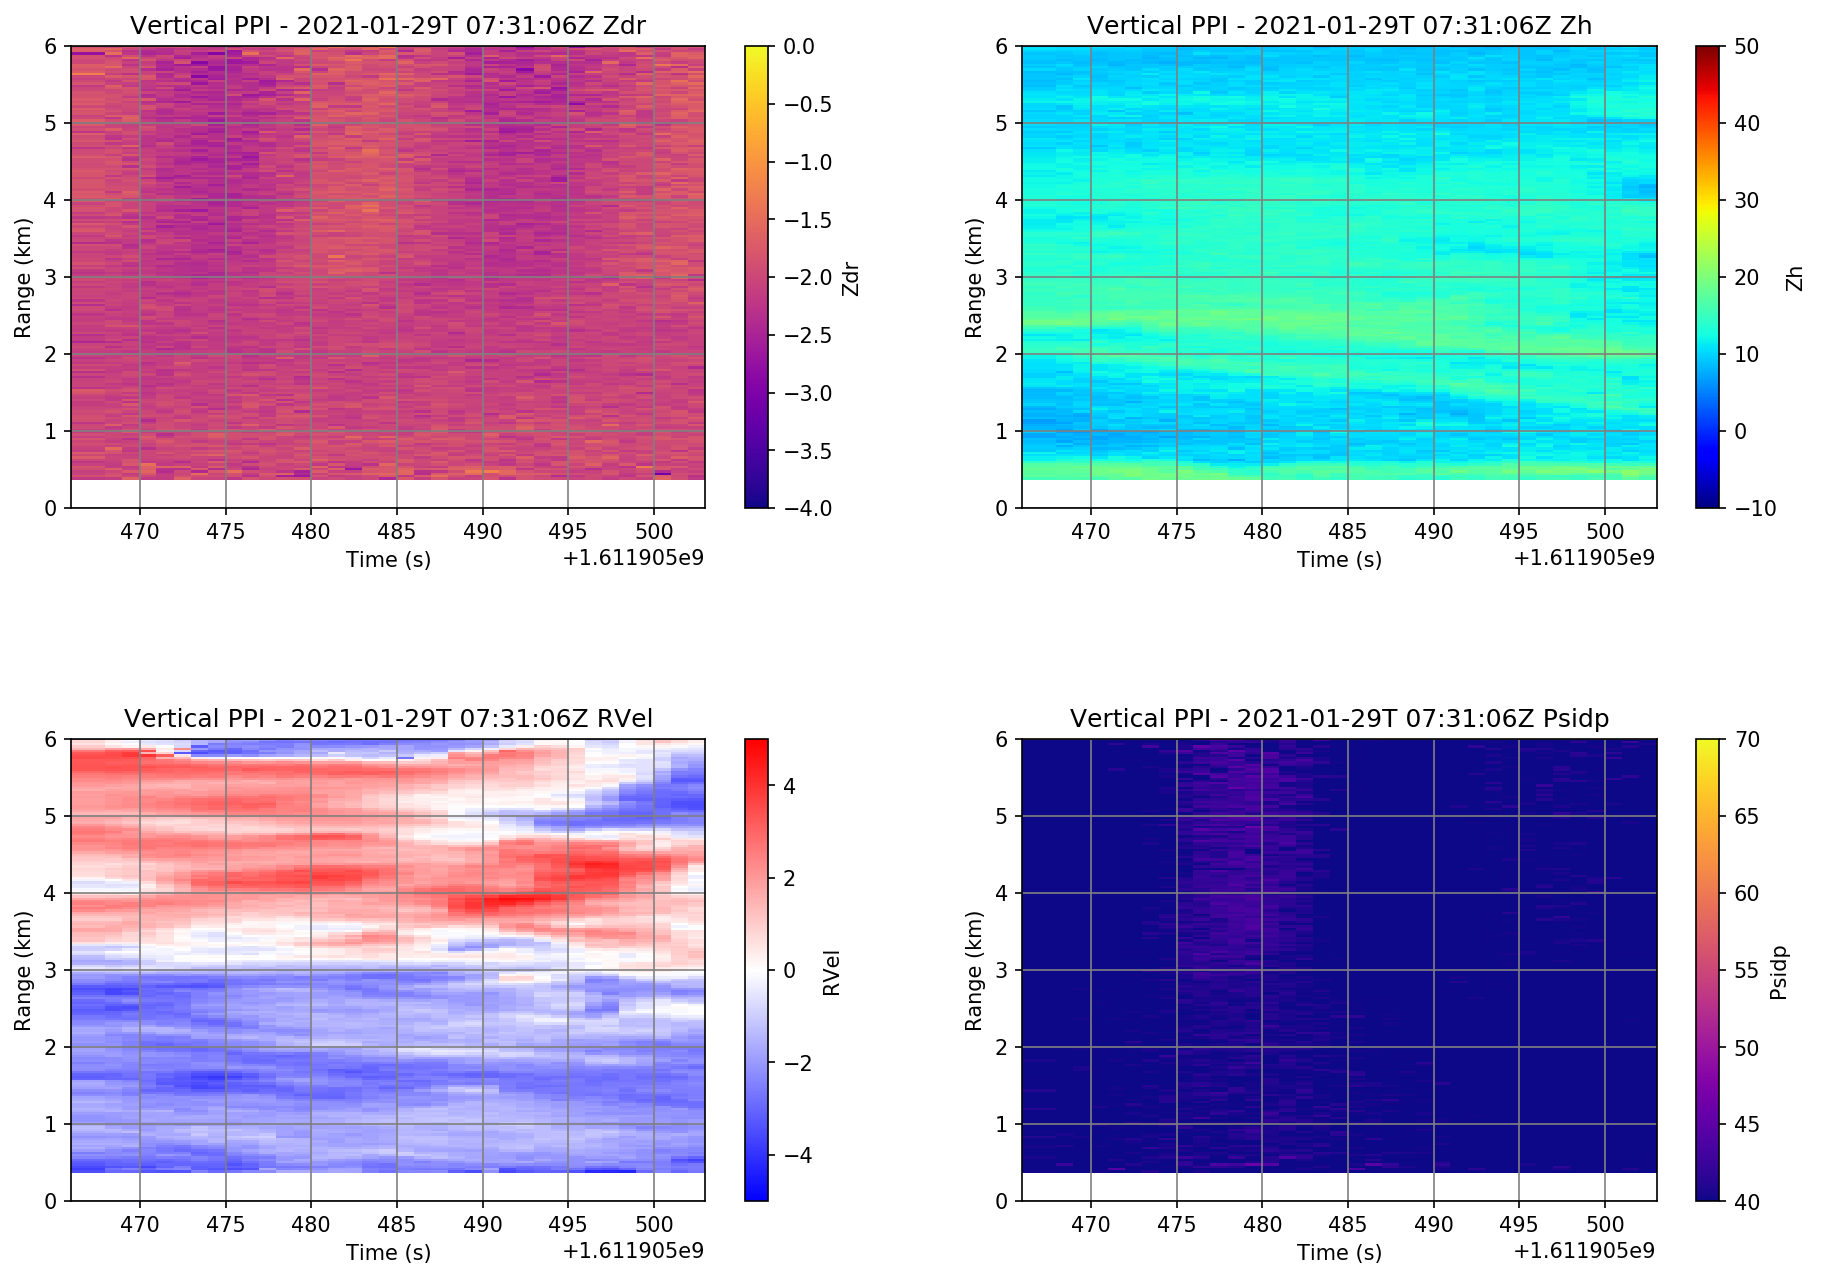 Vertical PPI - 2021-01-29T 07:31:06Z Zdr
6
5
4
3
2
1
0
Range (km)
470 475 480 485 490 495 500
Time (s)
+1.611905e9
0.0
−0.5
−1.0
−1.5
−2.0
−2.5
−3.0
−3.5
−4.0
Zdr
Vertical PPI - 2021-01-29T 07:31:06Z Zh
6
5
4
3
2
1
0
Range (km)
470 475 480 485 490 495 500
Time (s)
+1.611905e9
50
40
30
20
10
0
−10
Zh
Vertical PPI - 2021-01-29T 07:31:06Z RVel
6
5
4
3
2
1
0
Range (km)
470 475 480 485 490 495 500
Time (s)
+1.611905e9
4
2
0
−2
−4
RVel
Vertical PPI - 2021-01-29T 07:31:06Z Psidp
6
5
4
3
2
1
0
Range (km)
470 475 480 485 490 495 500
Time (s)
+1.611905e9
70
65
60
55
50
45
40
Psidp